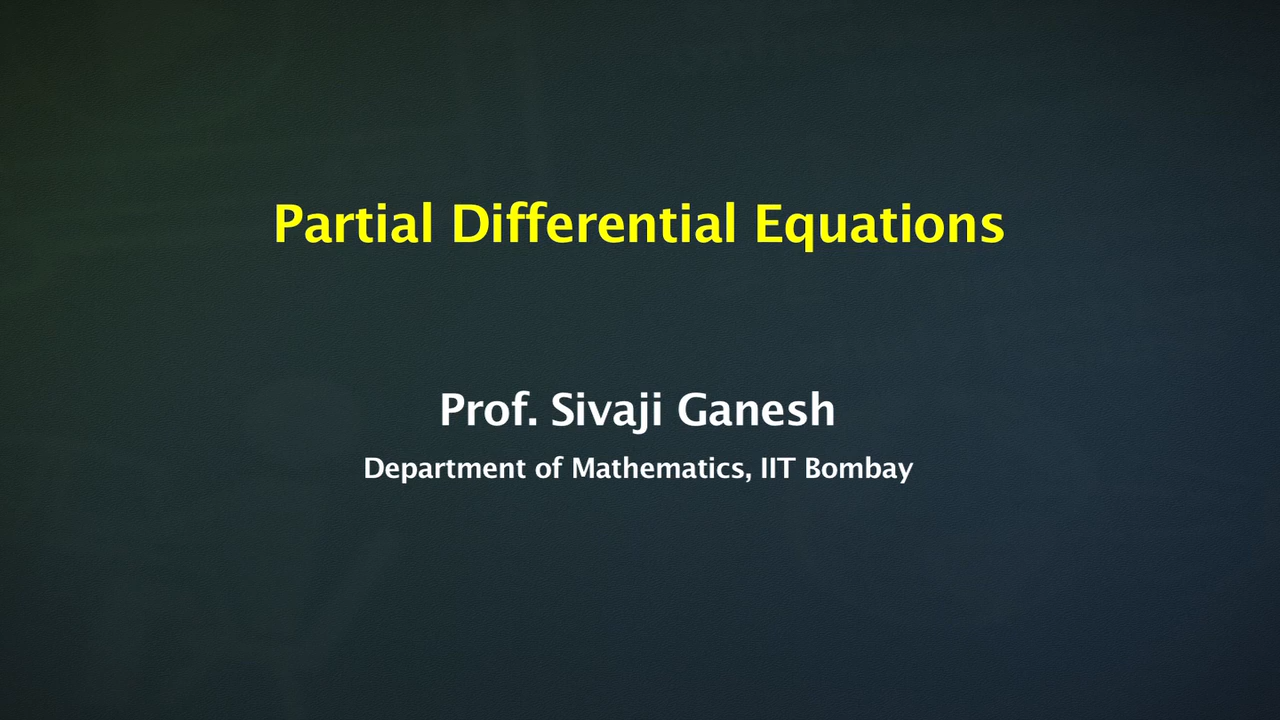 Partial Differential Equations
Prof. Sivaji Ganesh
Department of Mathematics, IIT Bombay